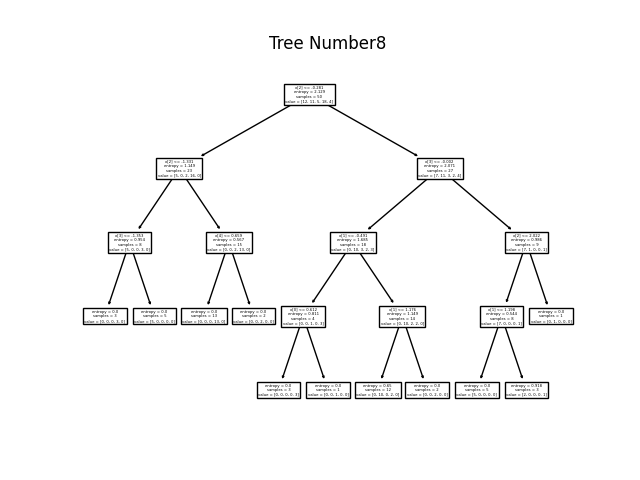 Tree Number8
x[2] <= -0.281
entropy = 2.129
samples = 50
value = [12, 11, 5, 18, 4]
entropy = 1.149
samples = 23
value = [5, 0, 2, 16, 0]
x[3] <= -0.002
entropy = 2.071
samples = 27
value = [7, 11, 3, 2, 4]
x[3] <= -1.351
entropy = 0.954
samples = 8
value = [5, 0, 0, 3, 0]
x[4] <= 0.659
entropy = 0.567
samples = 15
value = [0, 0, 2, 13, 0]
x[1] <= -0.491
entropy = 1.685
samples = 18
value = [0, 10, 3, 2, 3]
x[2] <= 2.022
entropy = 0.986
samples = 9
value = [7, 1, 0, 0, 1]
entropy = 0.0
samples = 3
value = [0, 0, 0, 3, 0]
entropy = 0.0
samples = 5
value = [5, 0, 0, 0, 0]
entropy = 0.0
samples = 13
value = [0, 0, 0, 13, 0]
entropy = 0.0
samples = 2
value = [0, 0, 2, 0, 0]
x[0] <= 0.612
entropy = 0.811
samples = 4
value = [0, 0, 1, 0, 3]
entropy = 1.149
samples = 14
value = [0, 10, 2, 2, 0]
x[1] <= 1.198
entropy = 0.544
samples = 8
value = [7, 0, 0, 0, 1]
entropy = 0.0
samples = 1
value = [0, 1, 0, 0, 0]
entropy = 0.0
samples = 3
value = [0, 0, 0, 0, 3]
entropy = 0.0
samples = 1
value = [0, 0, 1, 0, 0]
entropy = 0.65
samples = 12
value = [0, 10, 0, 2, 0]
entropy = 0.0
samples = 2
value = [0, 0, 2, 0, 0]
entropy = 0.0
samples = 5
value = [5, 0, 0, 0, 0]
entropy = 0.918
samples = 3
value = [2, 0, 0, 0, 1]